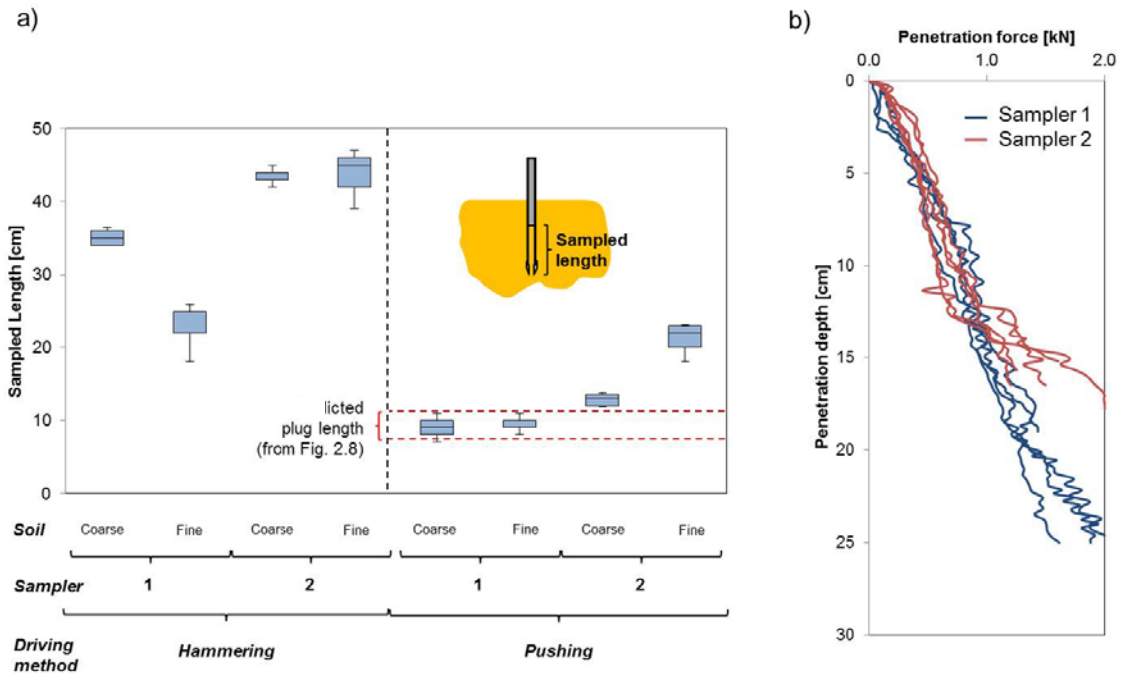 a)
50
40
30
20
10
0
Sampled Length [cm]
Sampled
length
licted
plug length
(from Fig. 2.8)
Soil Coarse Fine Coarse Fine Coarse Fine Coarse Fine
Sampler 1 2 1 2
Driving
method Hammering Pushing
b)
Penetration force [kN]
0.0 1.0 2.0
Sampler 1
Sampler 2
0
5
10
15
20
25
30
Penetration depth [cm]